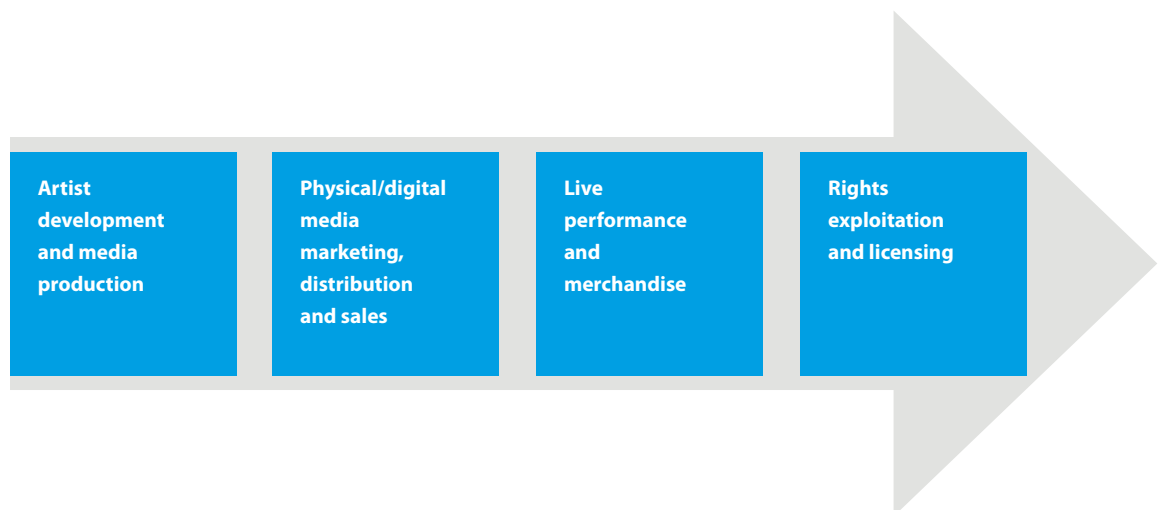 Artist
development
and media
production
Physical/digital
media
marketing,
distribution
and sales
Live
performance
and
merchandise
Rights
exploitation
and licensing